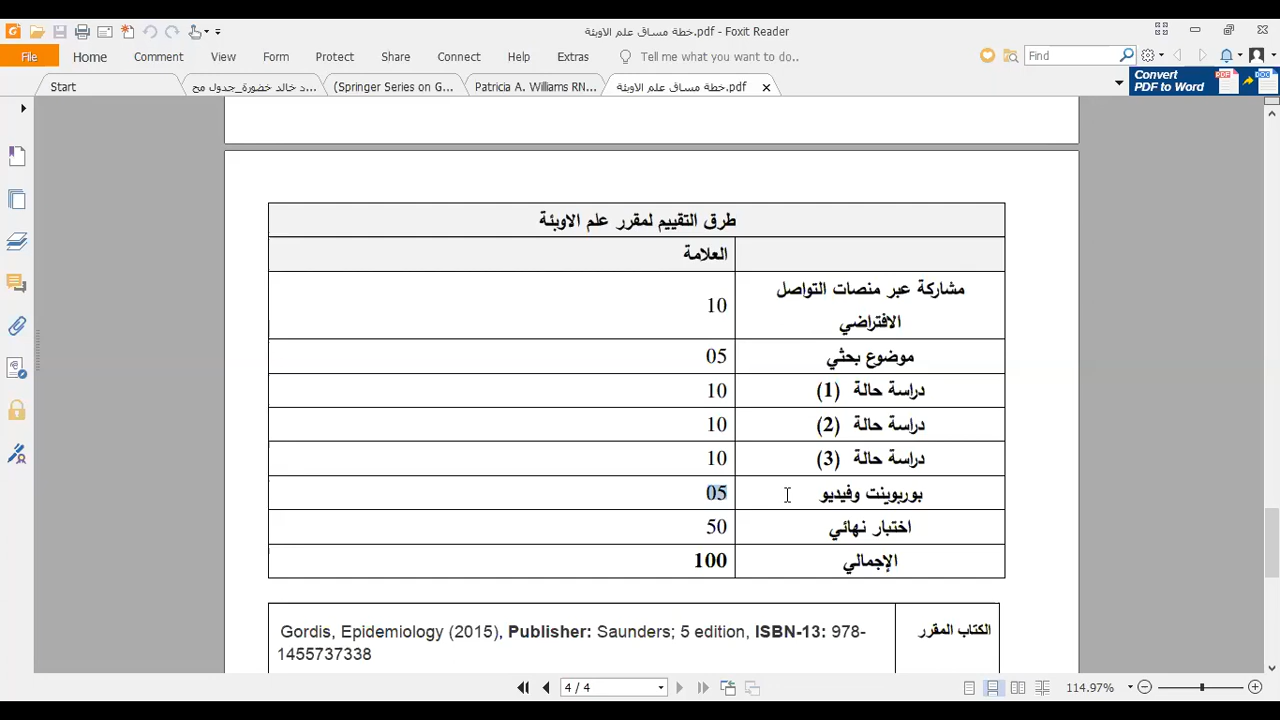 خطة مساق علم الاوبئة.pdf - Foxit Reader
File Home Comment View Form Protect Share Connect Help Extras Tell me what you want to do.. Find
Start
د خالد خضورة_جدول مح...
(Springer Series on G...
Patricia A. Williams RN...
خطة مساق علم الاوبئة.pdf
Convert
PDF to Word
طرق التقييم لمقرر علم الاوبئة
العلامة
مشاركة عبر منصات التواصل
الافتراضي
10
موضوع بحثي 05
دراسة حالة (1) 10
دراسة حالة (2) 10
دراسة حالة (3) 10
بوربوينت وفيديو 05
اختبار نهائي 50
الإجمالي 100
الكتاب المقرر
Gordis, Epidemiology (2015), Publisher: Saunders; 5 edition, ISBN-13: 978-
1455737338
4 / 4
114.97%